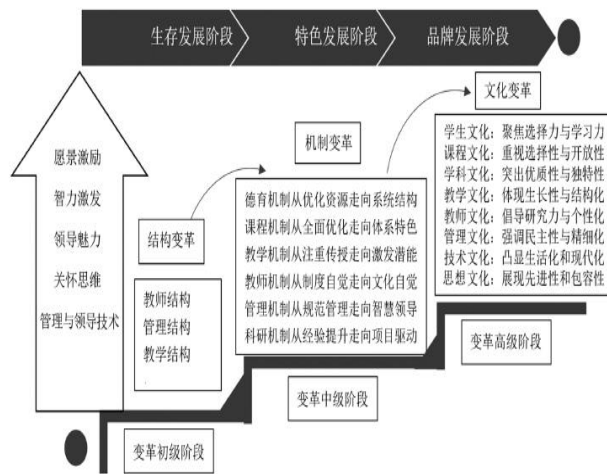 生存发展阶段
特色发展阶段
品牌发展阶段
愿景激励
智力激发
领导魅力
关怀思维
管理与领导技术
结构变革
教师结构
管理结构
教学结构
变革初级阶段
机制变革
德育机制从优化资源走向系统结构
课程机制从全面优化走向体系特色
教学机制从注重传授走向激发潜能
教师机制从制度自觉走向文化自觉
管理机制从规范管理走向智慧领导
科研机制从经验提升走向项目驱动
变革中级阶段
文化变革
学生文化：聚焦选择力与学习力
课程文化：重视选择性与开放性
学科文化：突出优质性与独特性
教学文化：体现生长性与结构化
教师文化：倡导研究力与个性化
管理文化：强调民主性与精细化
技术文化：凸显生活化和现代化
思想文化：展现先进性和包容性
变革高级阶段